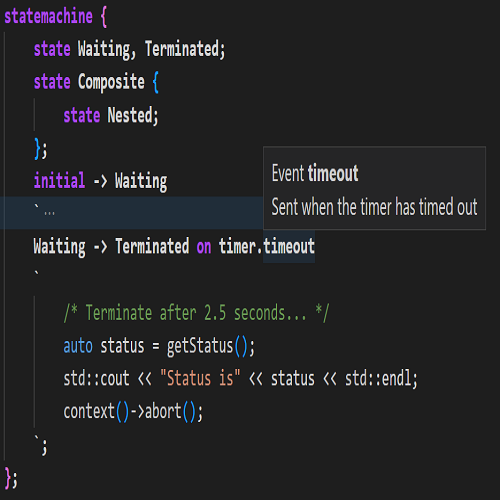 statemachine {
state Waiting, Terminated;
state Composite {
state Nested;
};
initial -> Waiting
`...
Event timeout
Sent when the timer has timed out
Waiting -> Terminated on timer.timeout
`
/* Terminate after 2.5 seconds... */
auto status = getStatus();
std::cout << "Status is" << status << std::endl;
context()->abort();
`;
};